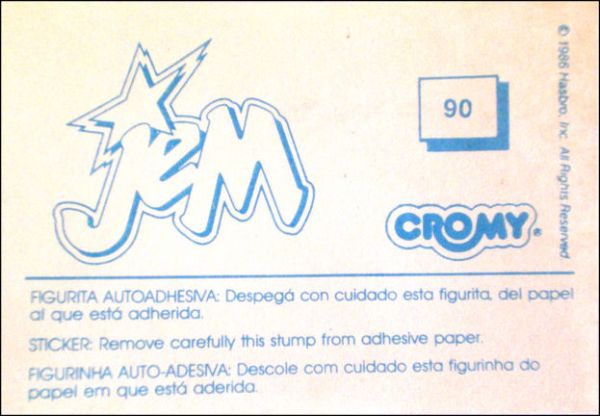 JEM
90
© 1986 Hasbro, Inc. All Rights Reserved
CROMY®
FIGURITA AUTOADHESIVA: Despegá con cuidado esta figurita, del papel
al que está adherida.
STICKER: Remove carefully this stump from adhesive paper.
FIGURINHA AUTO-ADESIVA: Descole com cuidado esta figurinha do
papel em que está aderida.